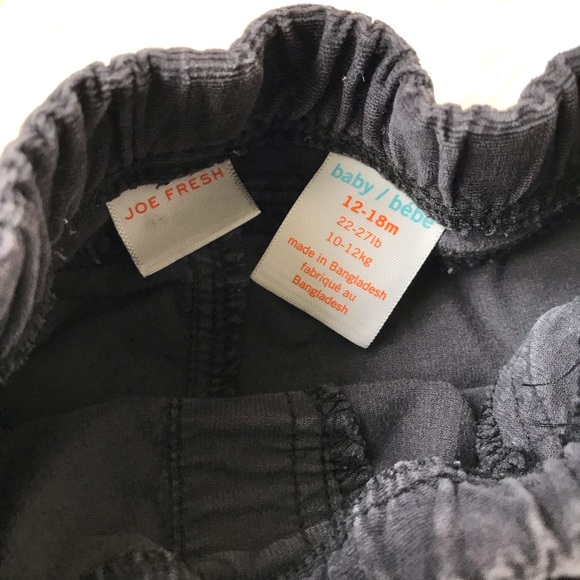 JOE FRESH
baby / bébé
12-18m
22-27lb
10-12kg
made in Bangladesh
fabriqué au
Bangladesh